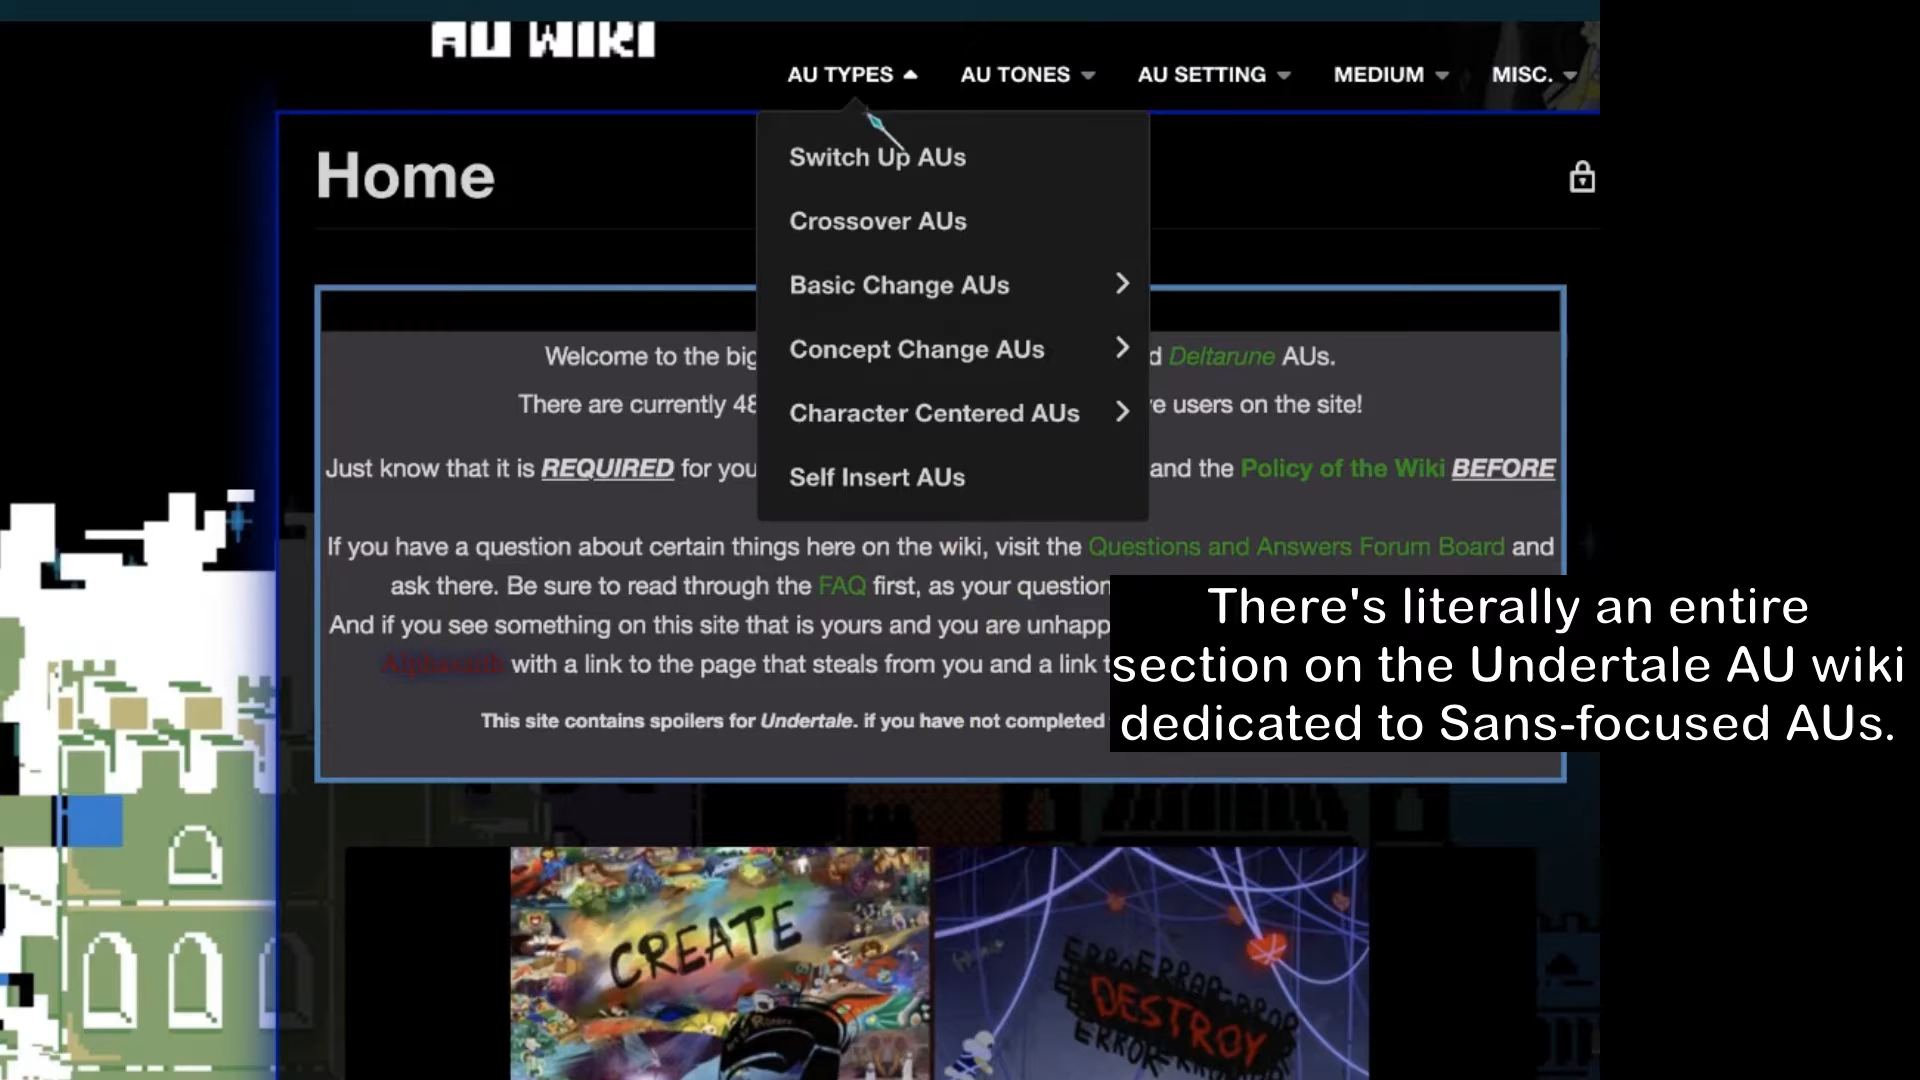 AU WIKI
AU TYPES AU TONES AU SETTING MEDIUM MISC.
Switch Up AUs
Crossover AUs
Basic Change AUs
Concept Change AUs
Character Centered AUs
Self Insert AUs
Home
Welcome to the big Deltarune AUs.
There are currently 48 users on the site!
Just know that it is REQUIRED for you and the Policy of the Wiki BEFORE
If you have a question about certain things here on the wiki, visit the Questions and Answers Forum Board and
ask there. Be sure to read through the FAQ first, as your question
And if you see something on this site that is yours and you are unhapp
with a link to the page that steals from you and a link
This site contains spoilers for Undertale. if you have not completed
There's literally an entire
section on the Undertale AU wiki
dedicated to Sans-focused AUs.
CREATE
ERROR
DESTROY
ERROR